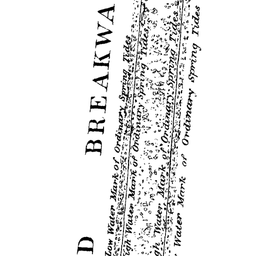 BREAKWA
D
Low Water Mark of Ordinary Spring Tides
High Water Mark of Ordinary Spring Tides
High Water Mark of Ordinary Spring Tides
Water Mark of Ordinary Spring Tides